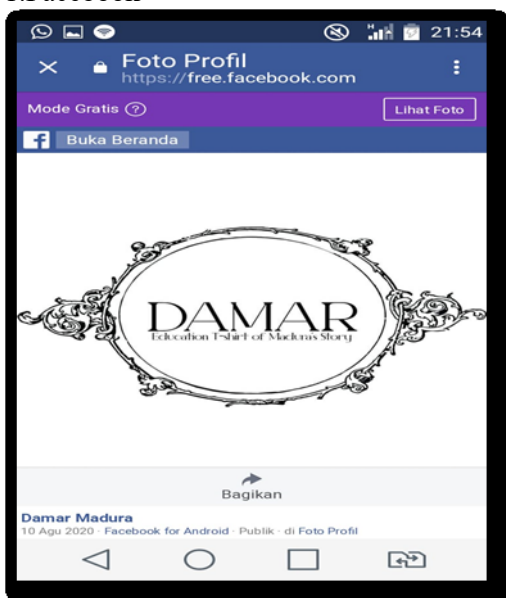 21:54
Foto Profil
https://free.facebook.com
Mode Gratis ?
Lihat Foto
f Buka Beranda
DAMAR
Education T-shirt of Madura's Story
Bagikan
Damar Madura
10 Agu 2020 · Facebook for Android · Publik · di Foto Profil